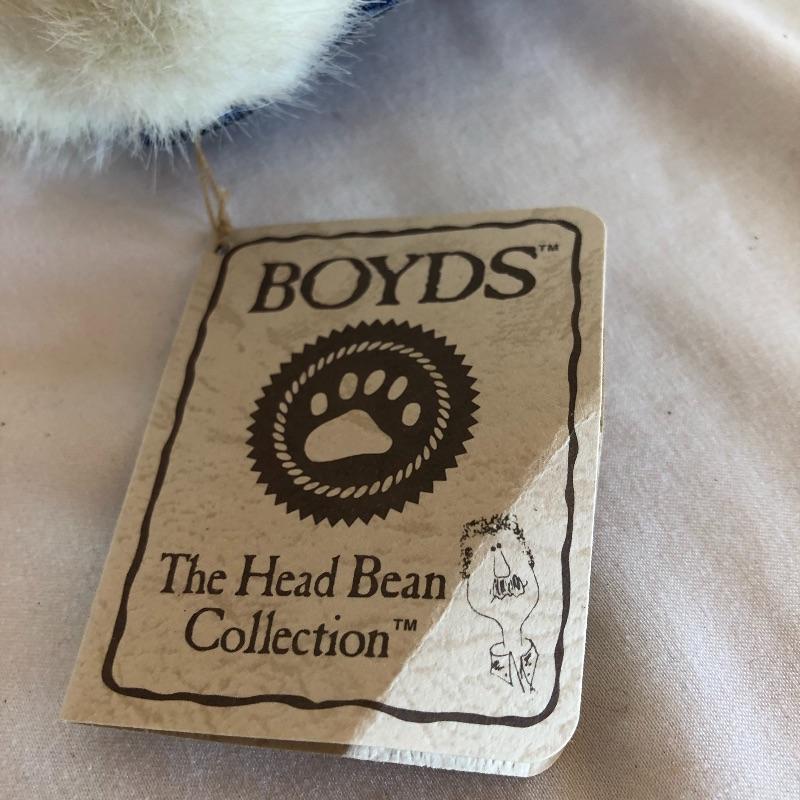 BOYDS™
The Head Bean
Collection™